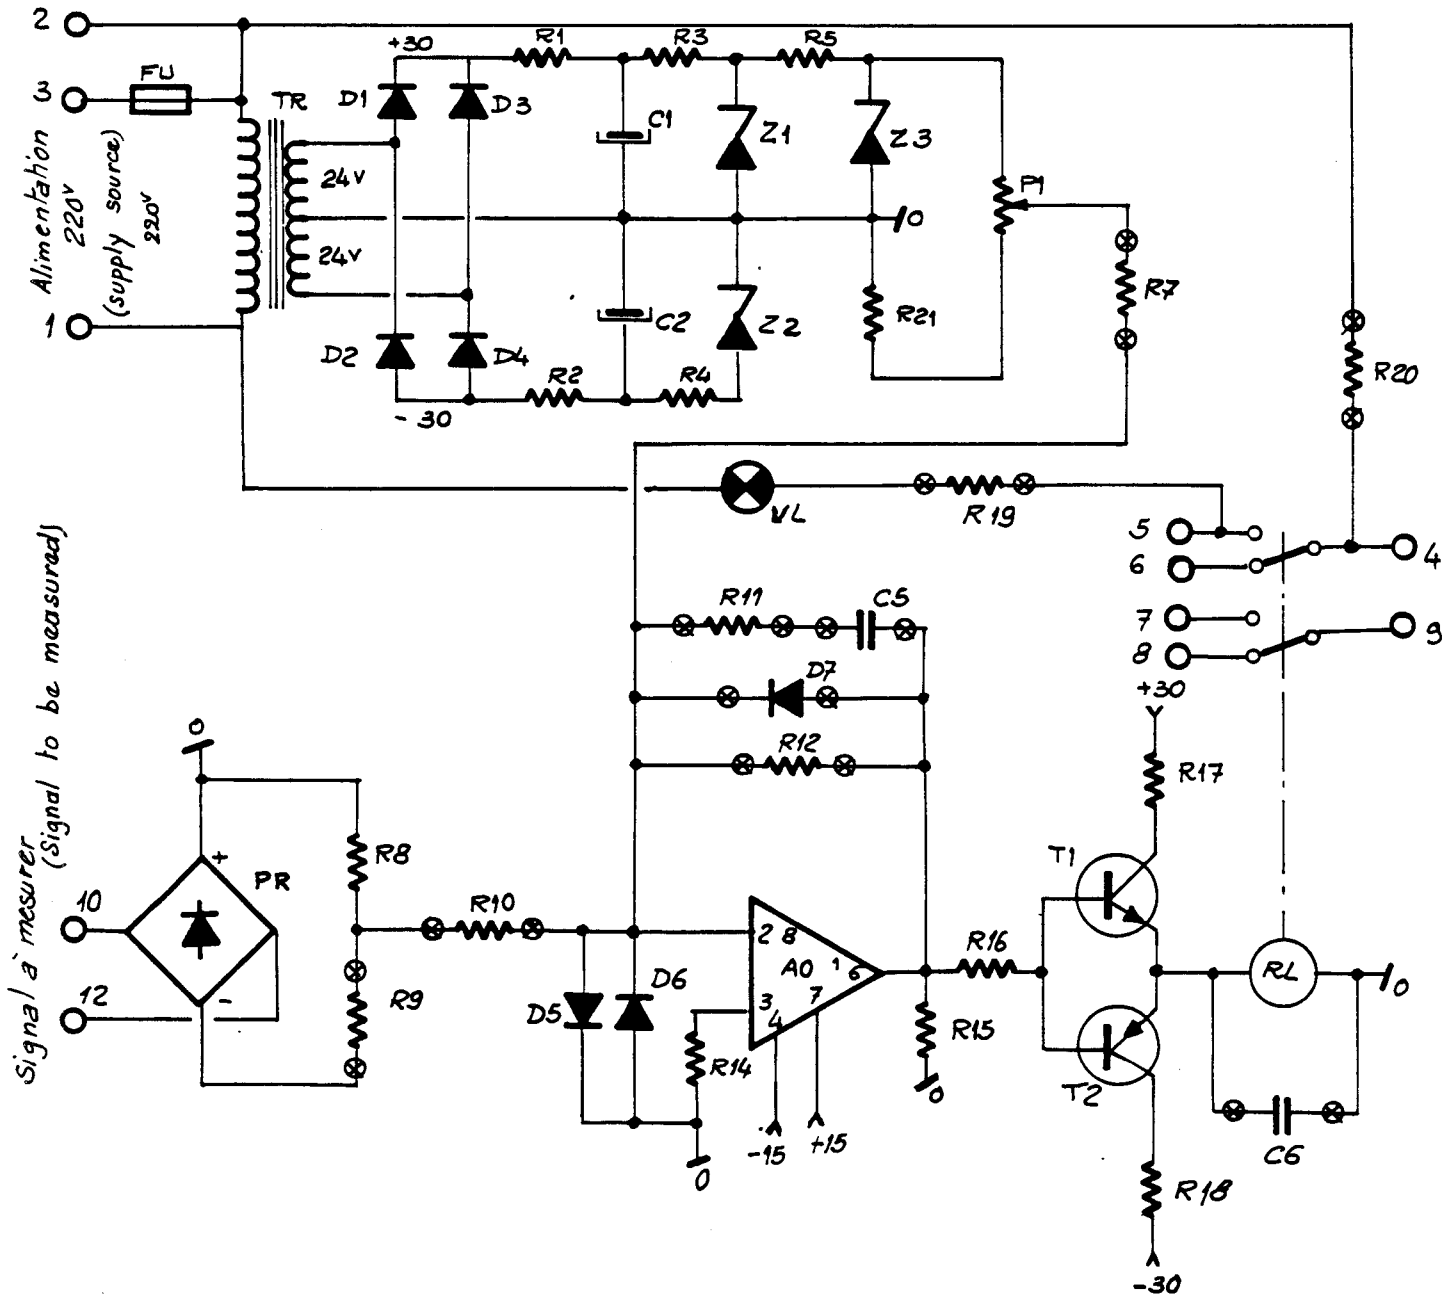 2
3
FU
TR
Alimentation
220V
(supply source)
220V
1
24V
24V
+30
D1
D3
D2
D4
-30
R1
R3
R5
C1
Z1
Z3
0
P1
C2
Z2
R21
R7
R2
R4
R20
VL
R19
5
6
7
8
4
9
R11
C5
D7
R12
+30
R17
T1
Signal à mesurer
(Signal to be measured)
0
+
PR
-
10
12
R8
R9
R10
D5
D6
2
8
AO
1
6
3
4
7
R14
0
-15
+15
R15
0
R16
T2
RL
0
C6
R18
-30